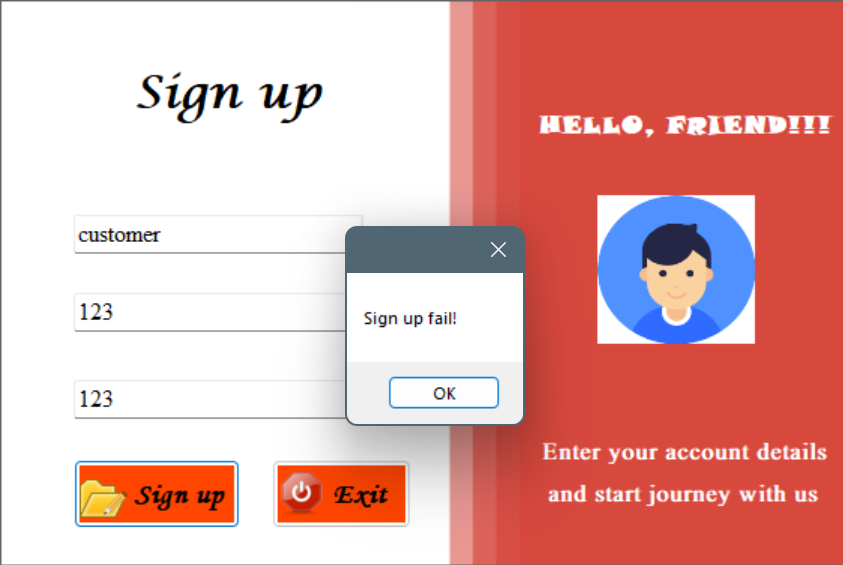 Sign up
customer
123
123
Sign up
Exit
Sign up fail!
OK
HELLO, FRIEND!!!
Enter your account details
and start journey with us